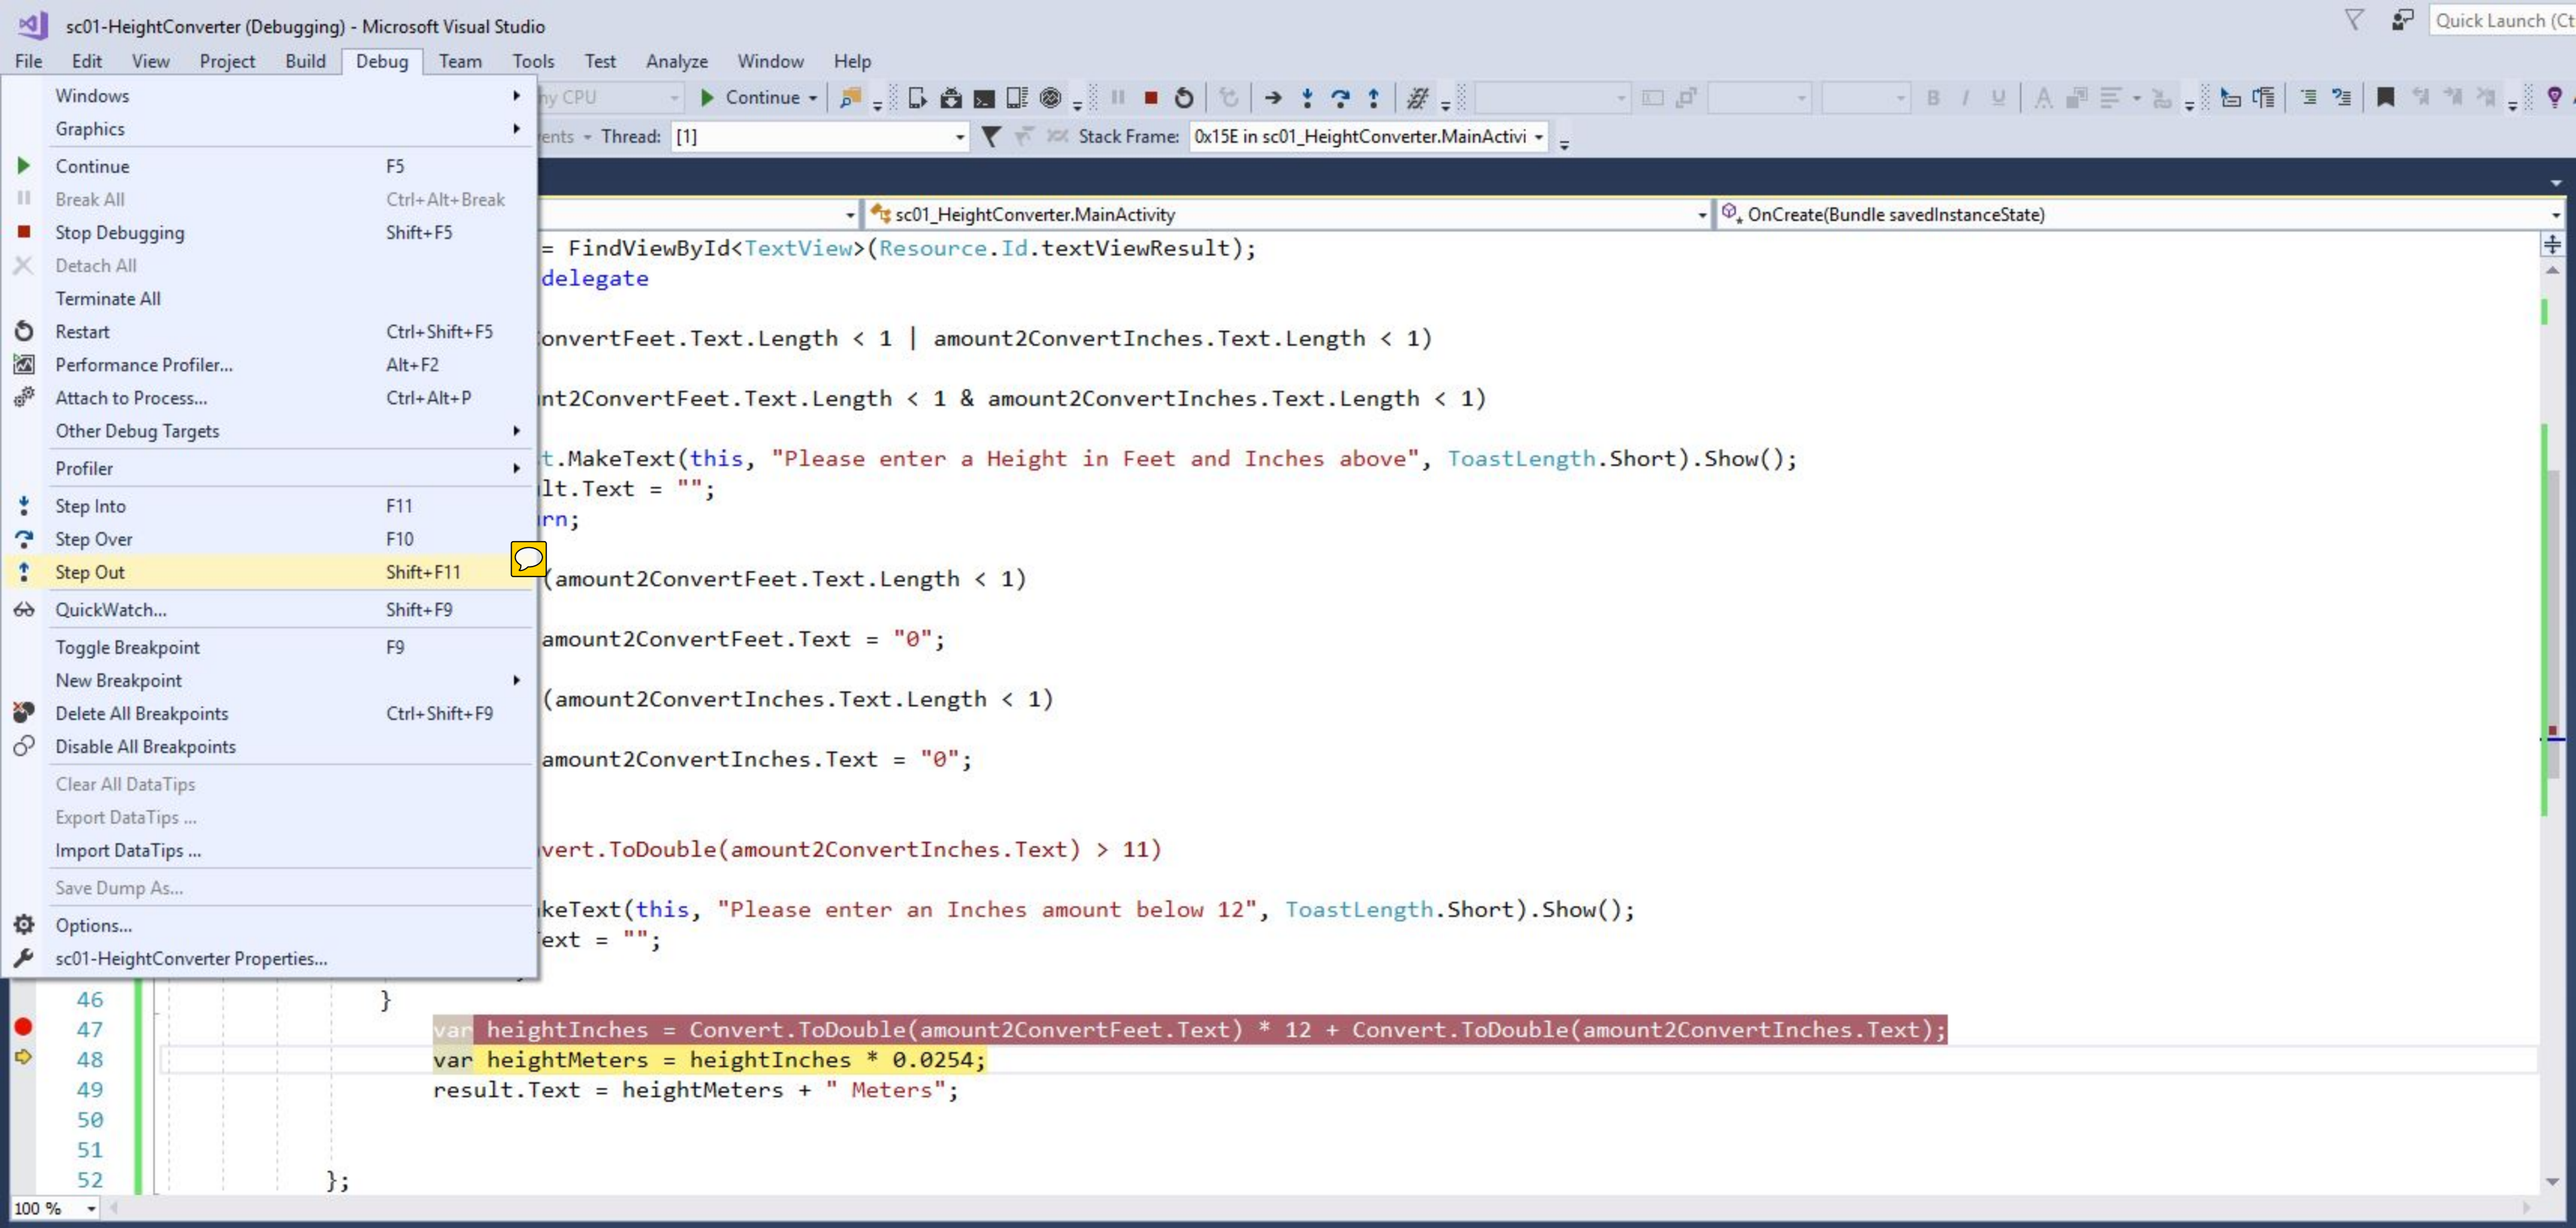 sc01-HeightConverter (Debugging) - Microsoft Visual Studio
Quick Launch (Ct
File Edit View Project Build Debug Team Tools Test Analyze Window Help
ny CPU Continue
ents Thread: [1] Stack Frame: 0x15E in sc01_HeightConverter.MainActivi
Windows
Graphics
Continue F5
Break All Ctrl+Alt+Break
Stop Debugging Shift+F5
Detach All
Terminate All
Restart Ctrl+Shift+F5
Performance Profiler... Alt+F2
Attach to Process... Ctrl+Alt+P
Other Debug Targets
Profiler
Step Into F11
Step Over F10
Step Out Shift+F11
QuickWatch... Shift+F9
Toggle Breakpoint F9
New Breakpoint
Delete All Breakpoints Ctrl+Shift+F9
Disable All Breakpoints
Clear All DataTips
Export DataTips ...
Import DataTips ...
Save Dump As...
Options...
sc01-HeightConverter Properties...
sc01_HeightConverter.MainActivity OnCreate(Bundle savedInstanceState)
= FindViewById<TextView>(Resource.Id.textViewResult);
delegate
onvertFeet.Text.Length < 1 | amount2ConvertInches.Text.Length < 1)
nt2ConvertFeet.Text.Length < 1 & amount2ConvertInches.Text.Length < 1)
t.MakeText(this, "Please enter a Height in Feet and Inches above", ToastLength.Short).Show();
lt.Text = "";
rn;
(amount2ConvertFeet.Text.Length < 1)
amount2ConvertFeet.Text = "0";
(amount2ConvertInches.Text.Length < 1)
amount2ConvertInches.Text = "0";
vert.ToDouble(amount2ConvertInches.Text) > 11)
keText(this, "Please enter an Inches amount below 12", ToastLength.Short).Show();
ext = "";
46 }
47 var heightInches = Convert.ToDouble(amount2ConvertFeet.Text) * 12 + Convert.ToDouble(amount2ConvertInches.Text);
48 var heightMeters = heightInches * 0.0254;
49 result.Text = heightMeters + " Meters";
50
51
52 };
100 %